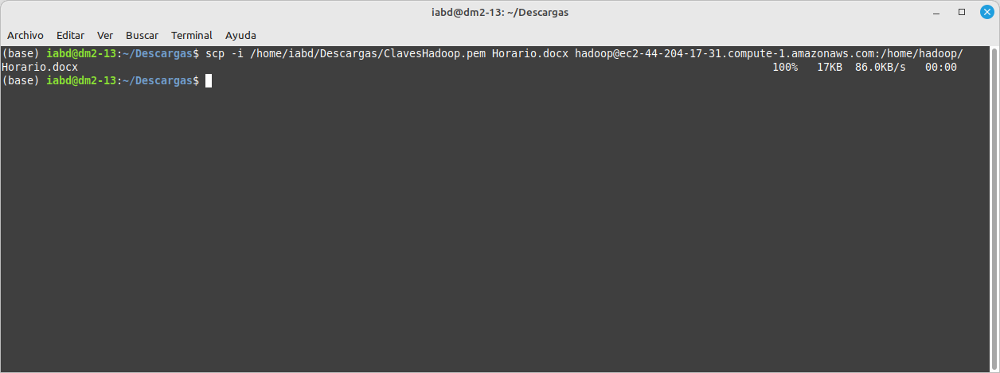 iabd@dm2-13: ~/Descargas
Archivo Editar Ver Buscar Terminal Ayuda
(base) iabd@dm2-13:~/Descargas$ scp -i /home/iabd/Descargas/ClavesHadoop.pem Horario.docx hadoop@ec2-44-204-17-31.compute-1.amazonaws.com:/home/hadoop/
Horario.docx 100% 17KB 86.0KB/s 00:00
(base) iabd@dm2-13:~/Descargas$